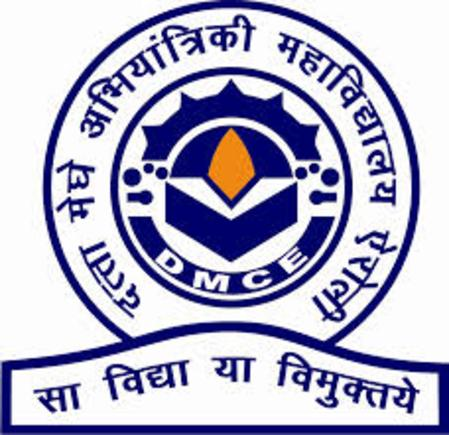 दत्ता मेघे अभियांत्रिकी महाविद्यालय ऐरोली
DMCE
सा विद्या या विमुक्तये